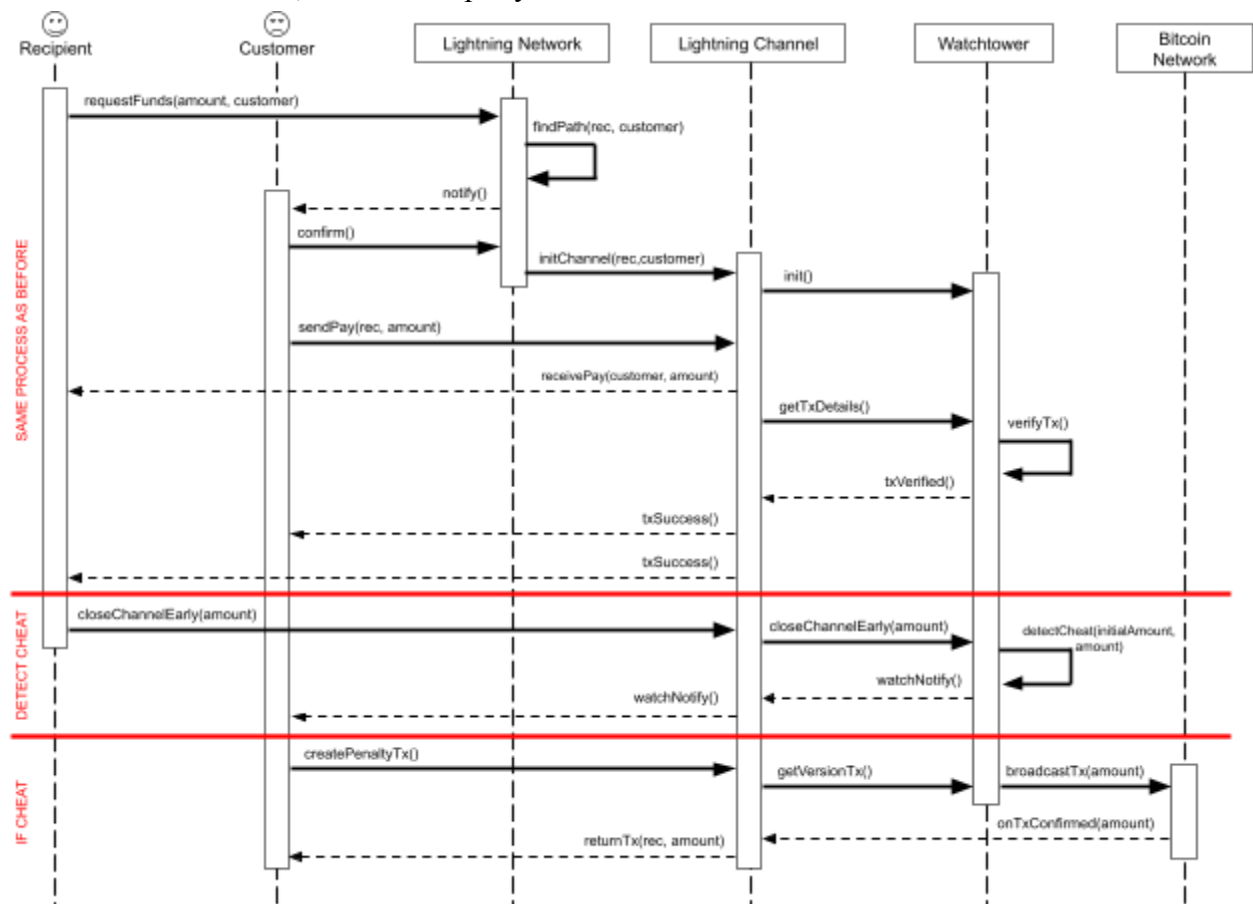 Recipient
Customer
Lightning Network
Lightning Channel
Watchtower
Bitcoin
Network
requestFunds(amount, customer)
findPath(rec, customer)
notify()
confirm()
initChannel(rec,customer)
init()
sendPay(rec, amount)
receivePay(customer, amount)
getTxDetails()
verifyTx()
txVerified()
txSuccess()
txSuccess()
SAME PROCESS AS BEFORE
closeChannelEarly(amount)
closeChannelEarly(amount)
detectCheat(initialAmount,
amount)
watchNotify()
watchNotify()
DETECT CHEAT
createPenaltyTx()
getVersionTx()
broadcastTx(amount)
onTxConfirmed(amount)
returnTx(rec, amount)
IF CHEAT